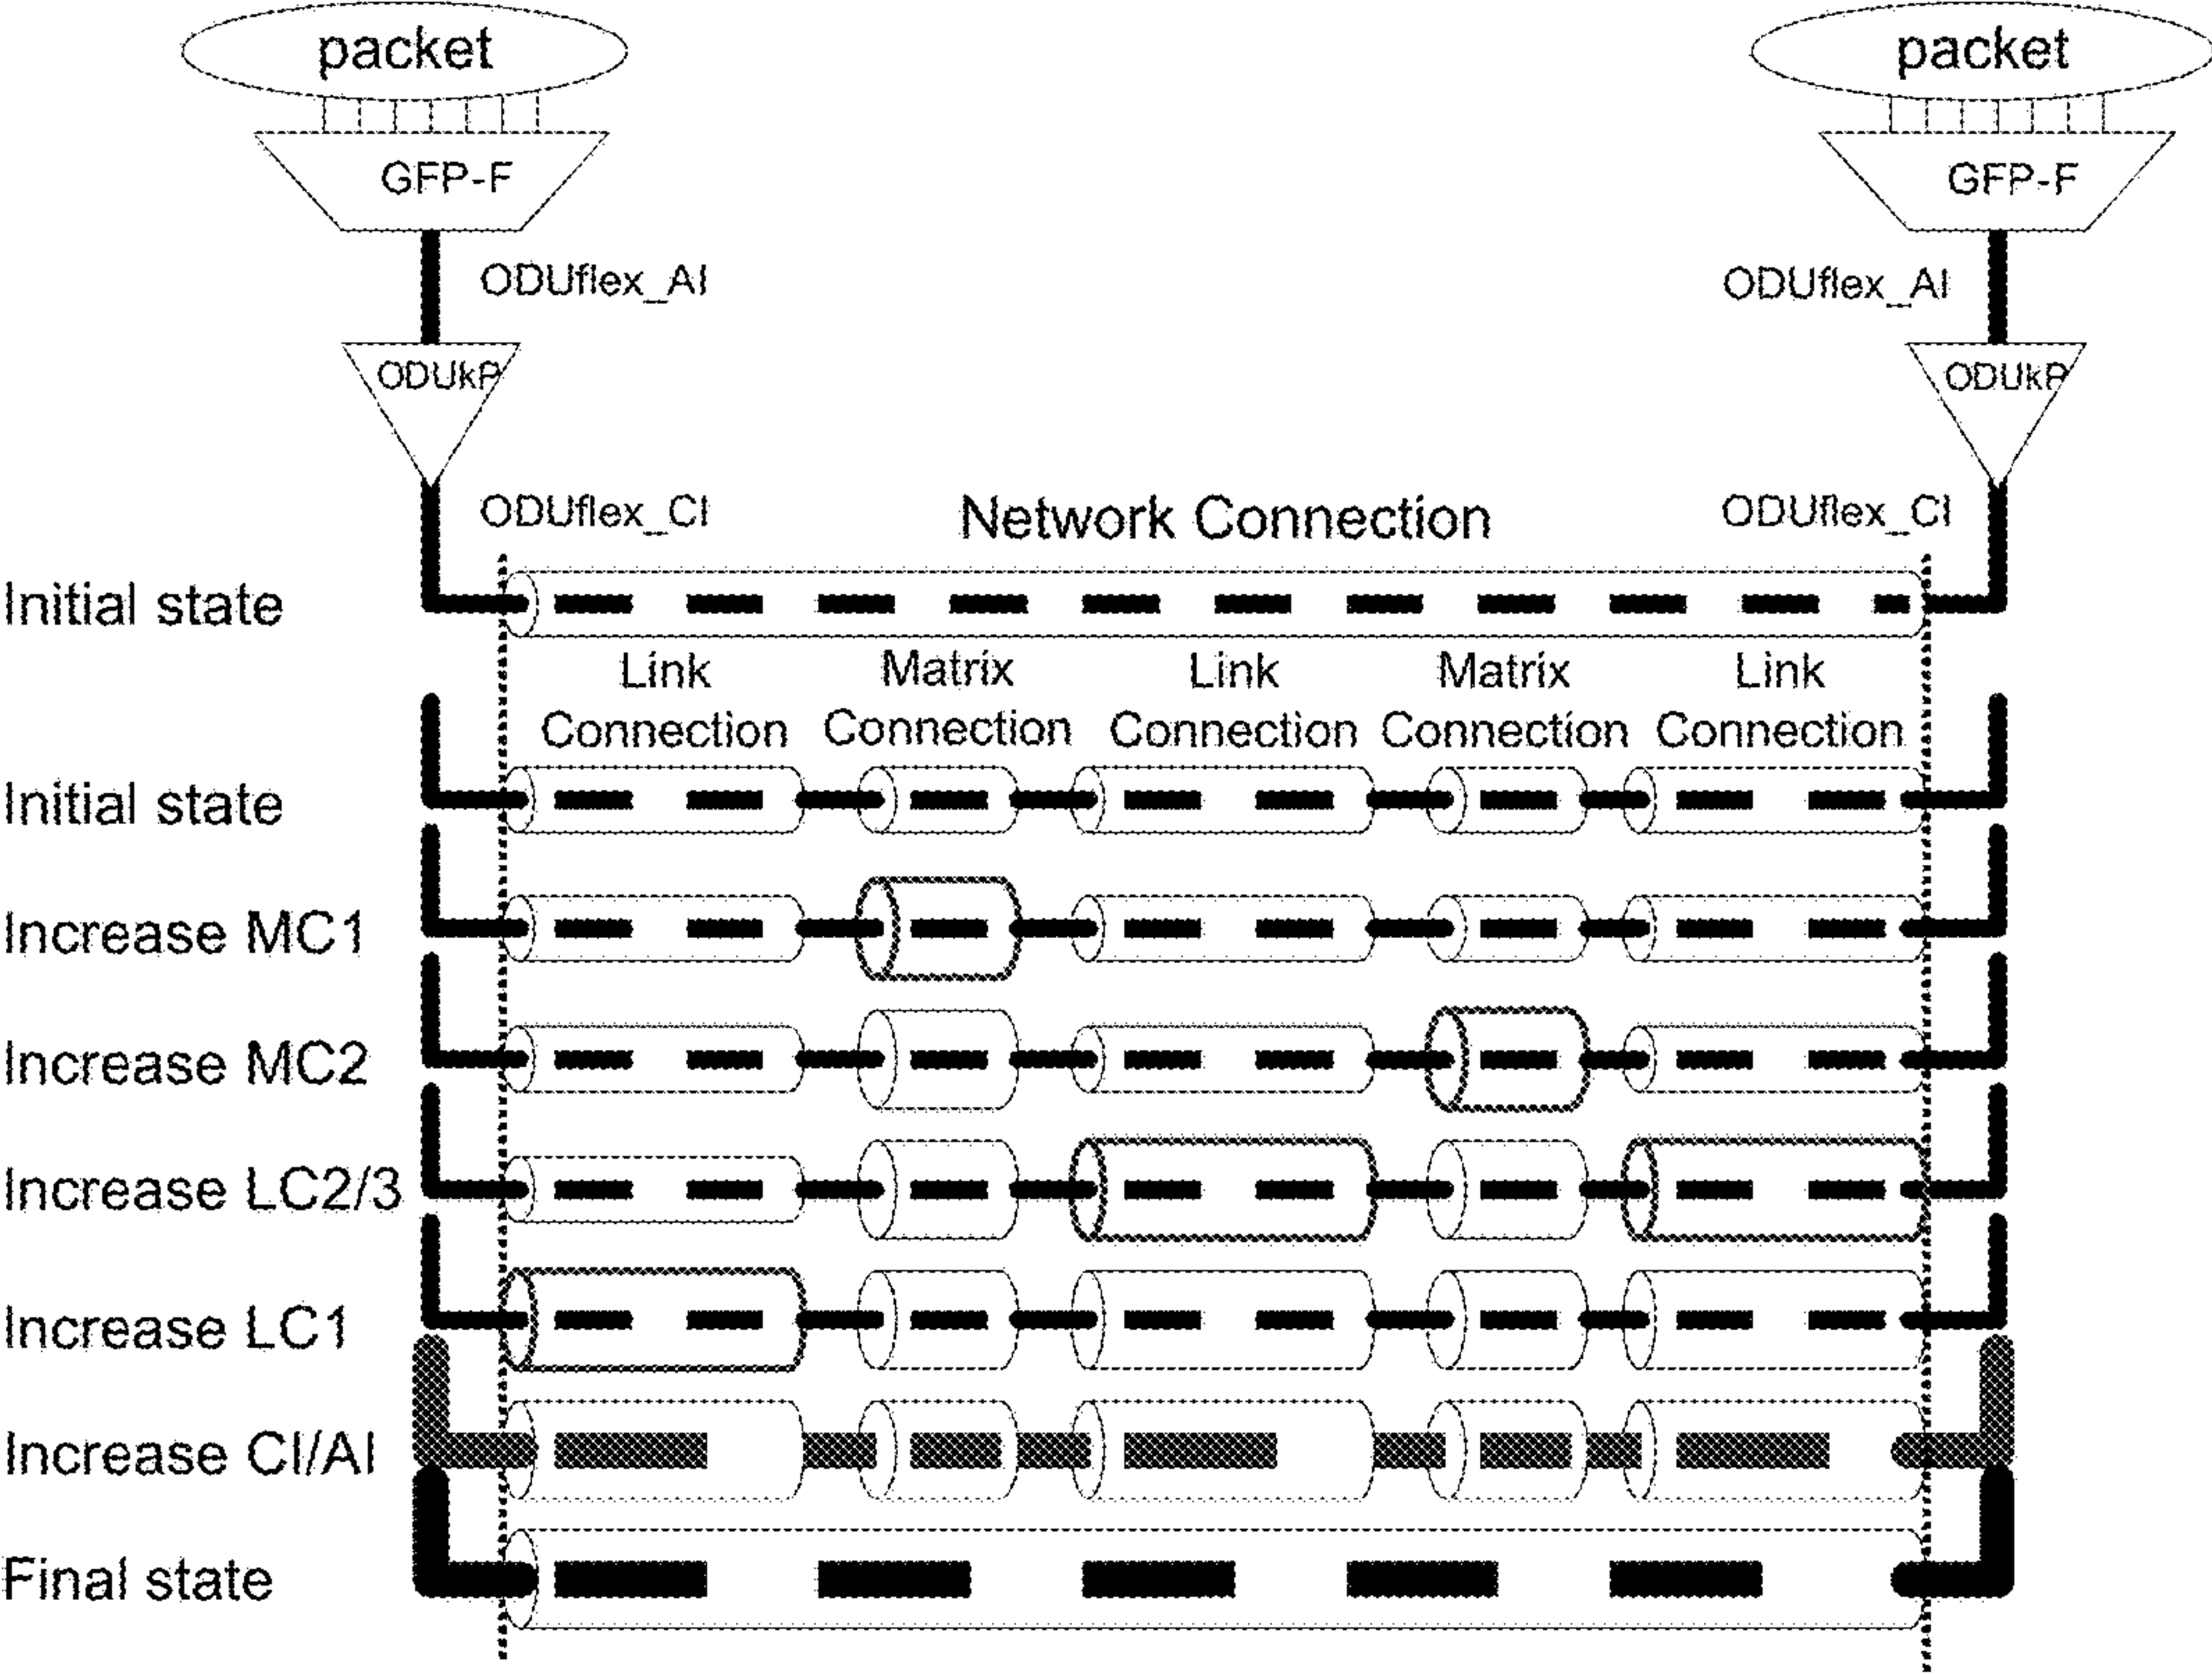 packet packet
GFP-F GFP-F
ODUflex_AI ODUflex_AI
ODUkP ODUkP
ODUflex_CI Network Connection ODUflex_CI
Initial state
Link Matrix Link Matrix Link
Connection Connection Connection Connection Connection
Initial state
Increase MC1
Increase MC2
Increase LC2/3
Increase LC1
Increase CI/AI
Final state